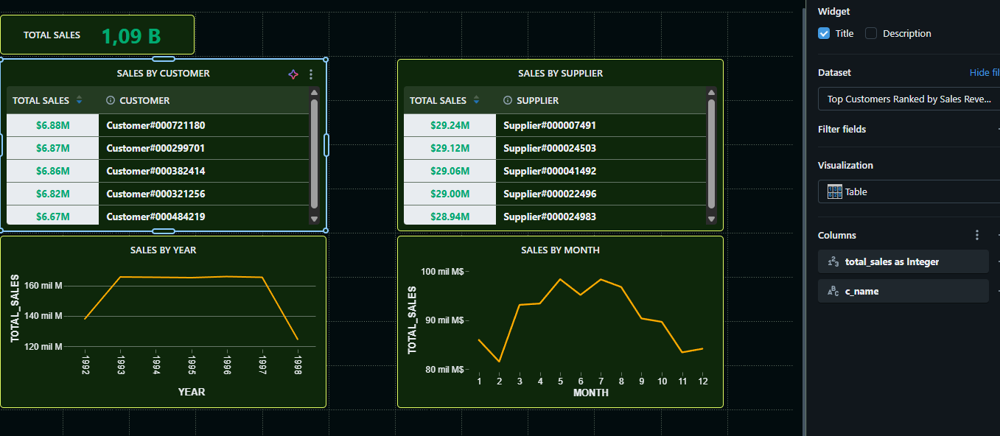 TOTAL SALES 1,09 B
SALES BY CUSTOMER
TOTAL SALES CUSTOMER
$6.88M Customer#000721180
$6.87M Customer#000299701
$6.86M Customer#000382414
$6.82M Customer#000321256
$6.67M Customer#000484219
SALES BY SUPPLIER
TOTAL SALES SUPPLIER
$29.24M Supplier#000007491
$29.12M Supplier#000024503
$29.06M Supplier#000041492
$29.00M Supplier#000022496
$28.94M Supplier#000024983
SALES BY YEAR
TOTAL_SALES
160 mil M
140 mil M
120 mil M
1992 1993 1994 1995 1996 1997 1998
YEAR
SALES BY MONTH
TOTAL_SALES
100 mil M$
90 mil M$
80 mil M$
1 2 3 4 5 6 7 8 9 10 11 12
MONTH
Widget
Title Description
Dataset Hide fil
Top Customers Ranked by Sales Reve...
Filter fields
Visualization
Table
Columns
total_sales as Integer
c_name